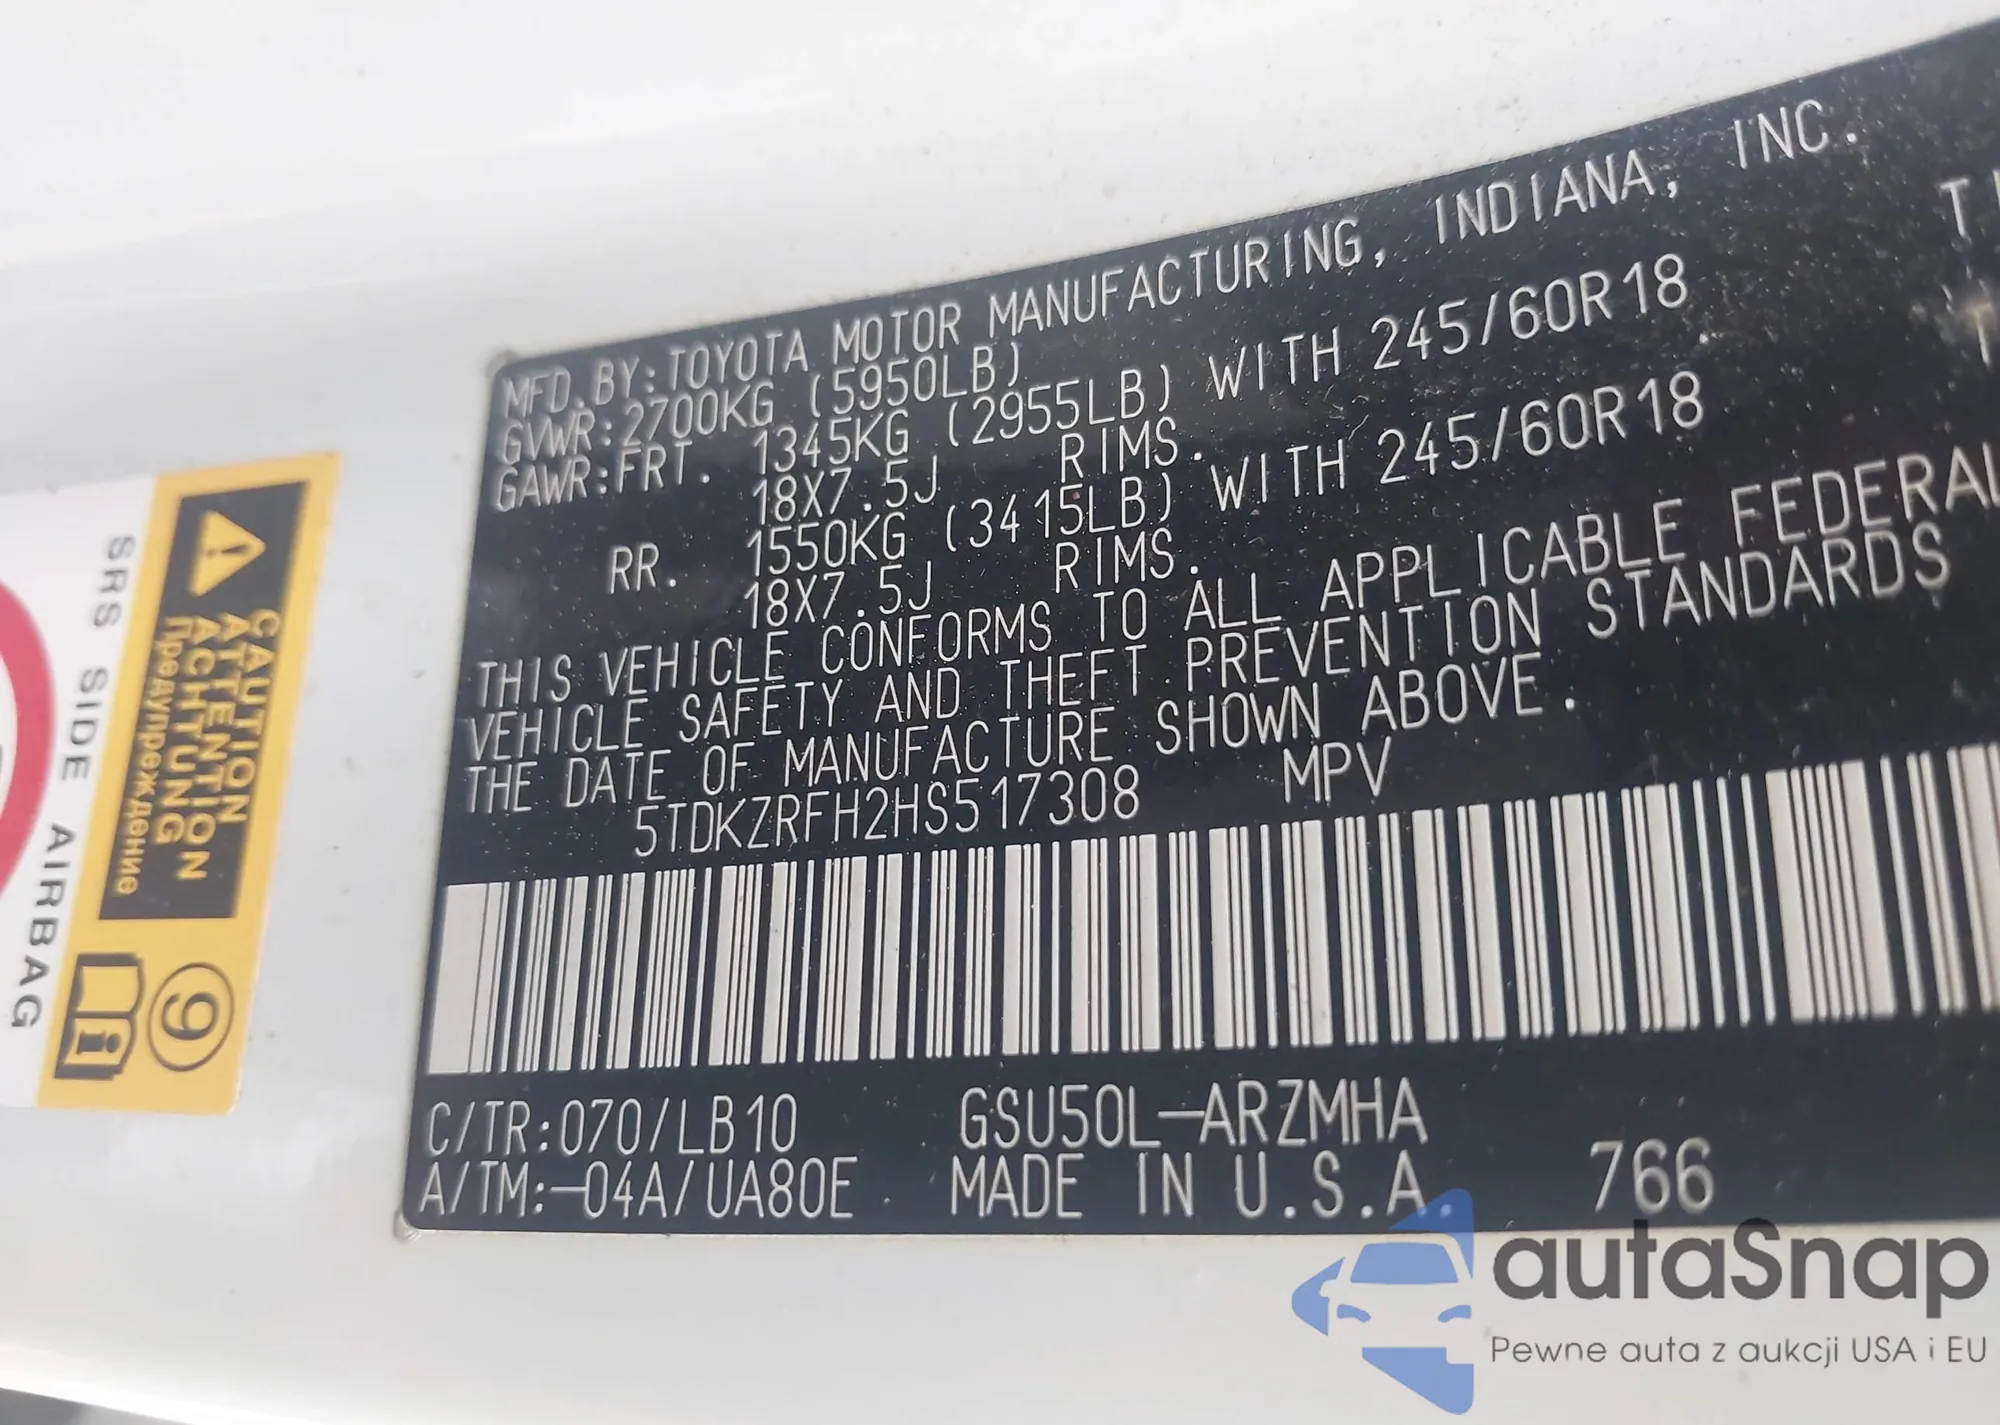 MFD.BY:TOYOTA MOTOR MANUFACTURING, INDIANA, INC.
GVWR:2700KG (5950LB)
GAWR:FRT. 1345KG (2955LB) WITH 245/60R18
18X7.5J RIMS.
RR. 1550KG (3415LB) WITH 245/60R18
18X7.5J RIMS.
THIS VEHICLE CONFORMS TO ALL APPLICABLE FEDERAL
VEHICLE SAFETY AND THEFT PREVENTION STANDARDS
THE DATE OF MANUFACTURE SHOWN ABOVE.
5TDKZRFH2HS517308 MPV
C/TR:070/LB10 GSU50L-ARZMHA
A/TM:-04A/UA80E MADE IN U.S.A. 766
CAUTION
ATTENTION
ACHTUNG
Предупреждение
SRS SIDE AIRBAG
9
i
autaSnap
Pewne auta z aukcji USA i EU